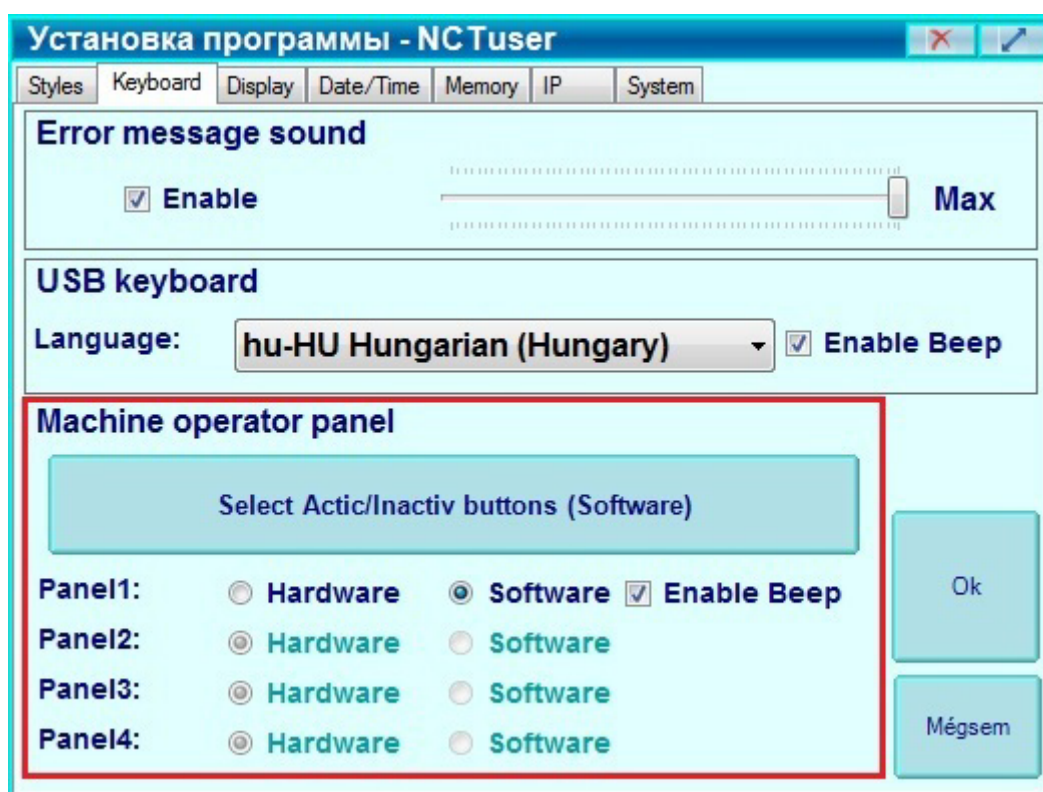 Установка программы - NCTuser
Styles Keyboard Display Date/Time Memory IP System
Error message sound
Enable Max
USB keyboard
Language: hu-HU Hungarian (Hungary) Enable Beep
Machine operator panel
Select Actic/Inactiv buttons (Software)
Panel1: Hardware Software Enable Beep
Panel2: Hardware Software
Panel3: Hardware Software
Panel4: Hardware Software
Ok
Mégsem